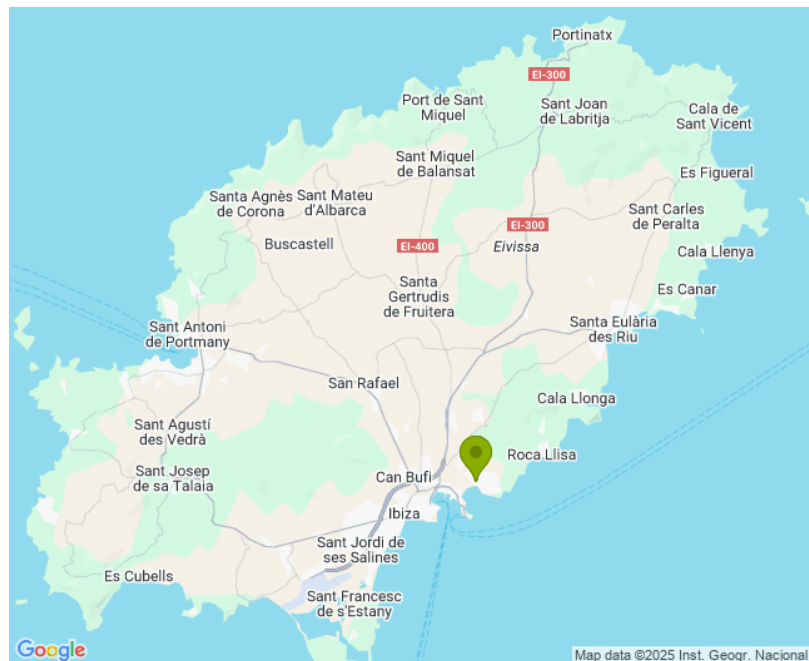 Portinatx
EI-300
Port de Sant
Miquel
Sant Joan
de Labritja
Cala de
Sant Vicent
Sant Miquel
de Balansat
Es Figueral
Santa Agnès
de Corona
Sant Mateu
d'Albarca
Sant Carles
de Peralta
EI-300
Buscastell
EI-400
Eivissa
Cala Llenya
Santa
Gertrudis
de Fruitera
Es Canar
Sant Antoni
de Portmany
Santa Eulària
des Riu
San Rafael
Cala Llonga
Sant Agustí
des Vedrà
Roca Llisa
Sant Josep
de sa Talaia
Can Bufi
Ibiza
Sant Jordi de
ses Salines
Es Cubells
Sant Francesc
de s'Estany
Google
Map data ©2025 Inst. Geogr. Nacional